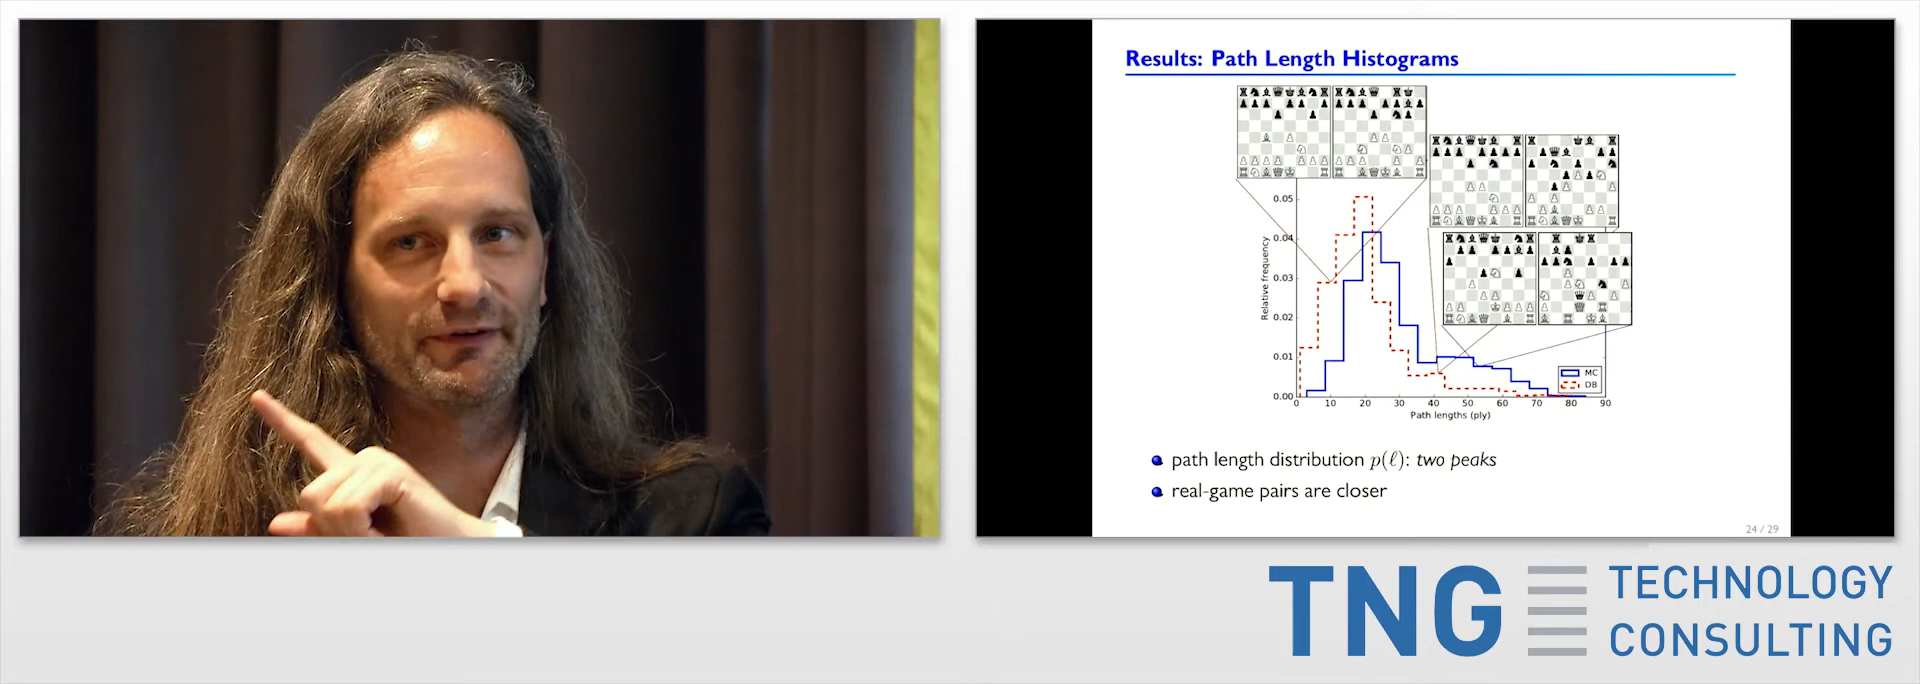 Results: Path Length Histograms
0.05
0.04
0.03
0.02
0.01
0.00
Relative frequency
0 10 20 30 40 50 60 70 80 90
Path lengths (ply)
MC
DB
path length distribution p(ℓ): two peaks
real-game pairs are closer
24 / 29
TNG TECHNOLOGY
CONSULTING